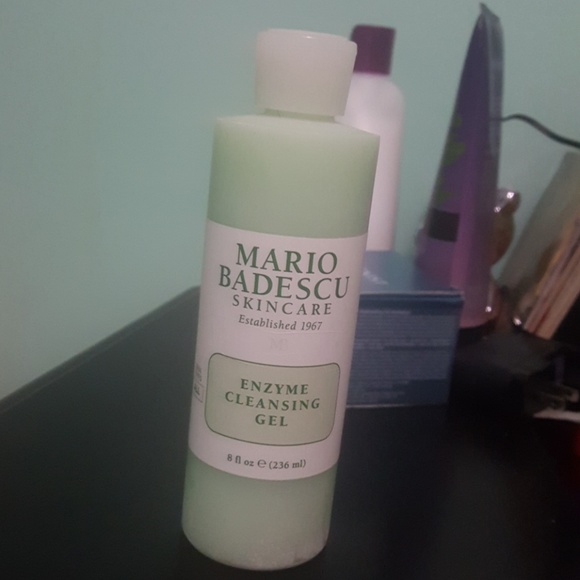 MARIO
BADESCU
SKINCARE
Established 1967
ENZYME
CLEANSING
GEL
8 fl oz ℮ (236 ml)